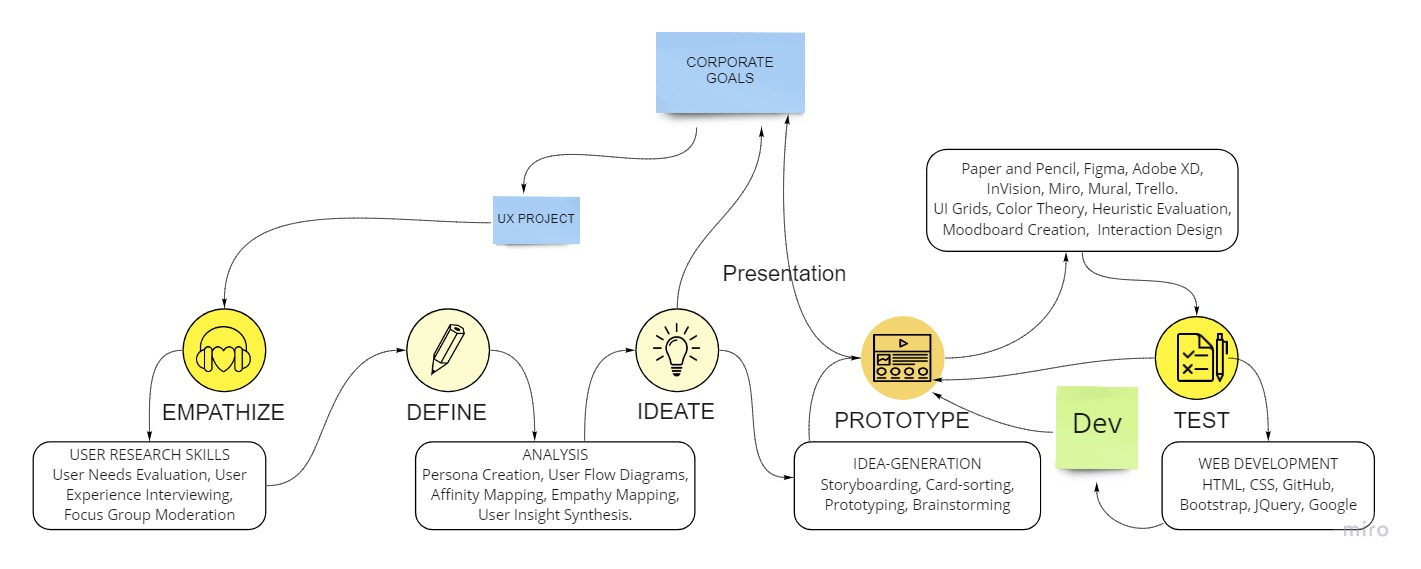 CORPORATE
GOALS
UX PROJECT
Paper and Pencil, Figma, Adobe XD,
InVision, Miro, Mural, Trello.
UI Grids, Color Theory, Heuristic Evaluation,
Moodboard Creation, Interaction Design
Presentation
EMPATHIZE
DEFINE
IDEATE
PROTOTYPE
Dev
TEST
USER RESEARCH SKILLS
User Needs Evaluation, User
Experience Interviewing,
Focus Group Moderation
ANALYSIS
Persona Creation, User Flow Diagrams,
Affinity Mapping, Empathy Mapping,
User Insight Synthesis.
IDEA-GENERATION
Storyboarding, Card-sorting,
Prototyping, Brainstorming
WEB DEVELOPMENT
HTML, CSS, GitHub,
Bootstrap, JQuery, Google
miro